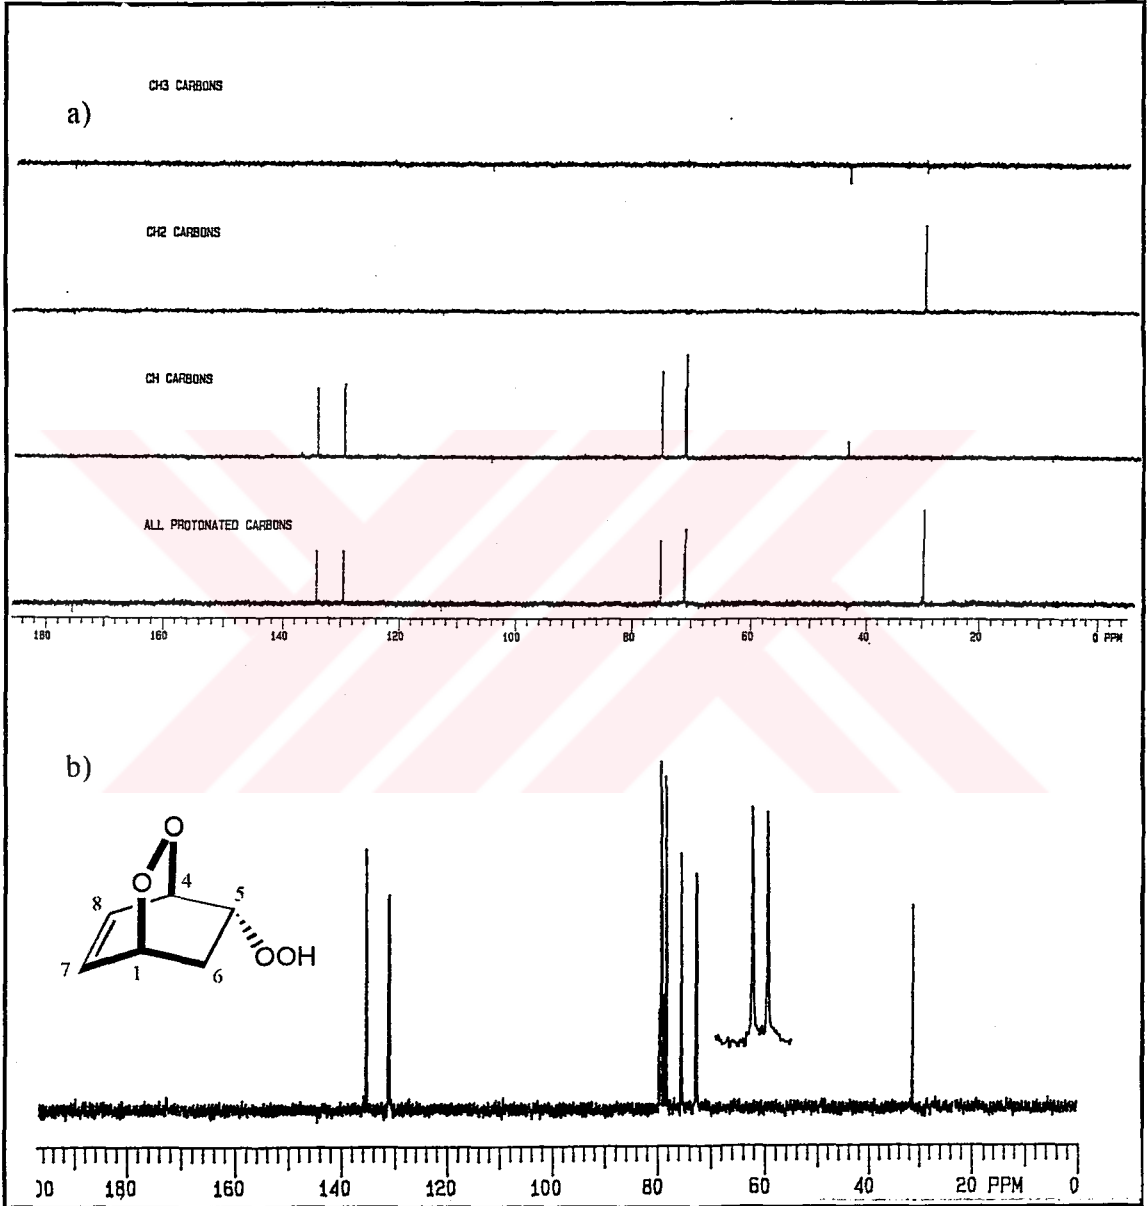 CH3 CARBONS
a)
CH2 CARBONS
CH CARBONS
ALL PROTONATED CARBONS
180 160 140 120 100 80 60 40 20 0 PPM
b)
O
O
4
5
8
OOH
7
1
6
00 180 160 140 120 100 80 60 40 20 PPM 0